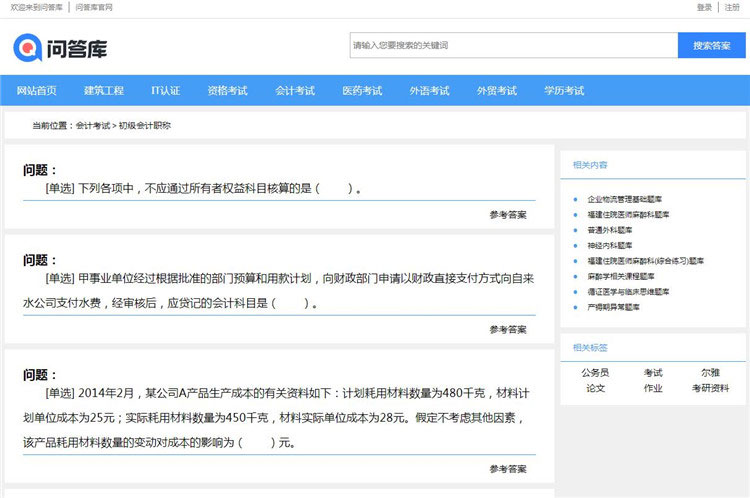 欢迎来到问答库 | 问答库官网
登录 | 注册
问答库
请输入您要搜索的关键词
搜索答案
网站首页 建筑工程 IT认证 资格考试 会计考试 医药考试 外语考试 外贸考试 学历考试
当前位置：会计考试 > 初级会计职称
问题：
[单选] 下列各项中，不应通过所有者权益科目核算的是（　　）。
参考答案
问题：
[单选] 甲事业单位经过根据批准的部门预算和用款计划，向财政部门申请以财政直接支付方式向自来
水公司支付水费，经审核后，应贷记的会计科目是（　　）。
参考答案
问题：
[单选] 2014年2月，某公司A产品生产成本的有关资料如下：计划耗用材料数量为480千克，材料计
划单位成本为25元；实际耗用材料数量为450千克，材料实际单位成本为28元。假定不考虑其他因素，
该产品耗用材料数量的变动对成本的影响为（　　）元。
参考答案
相关内容
企业物流管理基础题库
福建住院医师麻醉科题库
普通外科题库
神经内科题库
福建住院医师麻醉科(综合练习)题库
麻醉学相关课程题库
循证医学与临床思维题库
产褥期异常题库
相关标签
公务员 考试 尔雅
论文 作业 考研资料